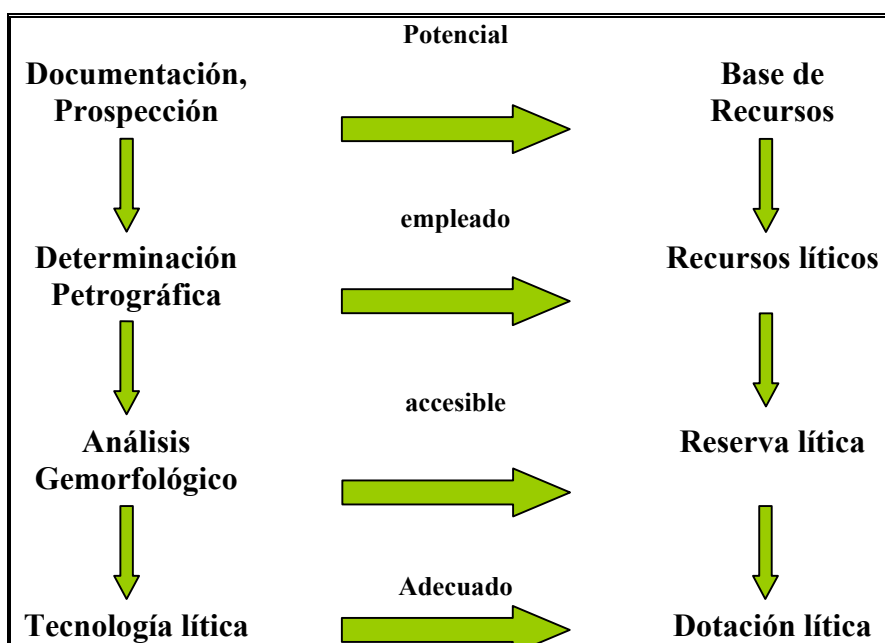 Potencial
Documentación,
Prospección
Base de
Recursos
empleado
Determinación
Petrográfica
Recursos líticos
accesible
Análisis
Gemorfológico
Reserva lítica
Adecuado
Tecnología lítica
Dotación lítica